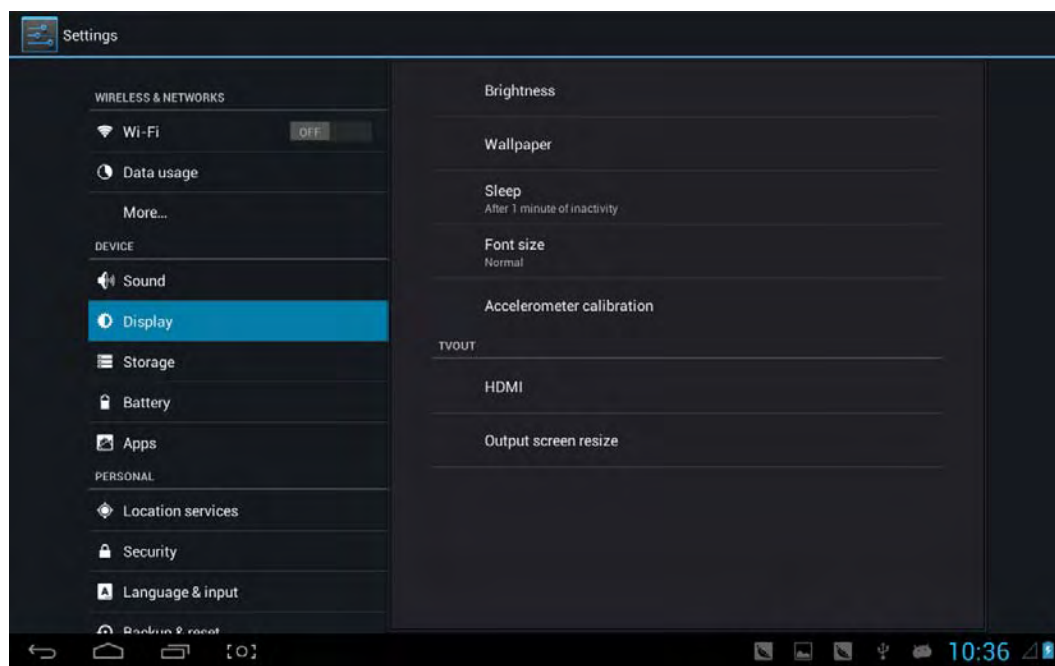 Settings
WIRELESS & NETWORKS
Wi-Fi OFF
Data usage
More...
DEVICE
Sound
Display
Storage
Battery
Apps
PERSONAL
Location services
Security
Language & input
Backup & reset
Brightness
Wallpaper
Sleep
After 1 minute of inactivity
Font size
Normal
Accelerometer calibration
TVOUT
HDMI
Output screen resize
10:36